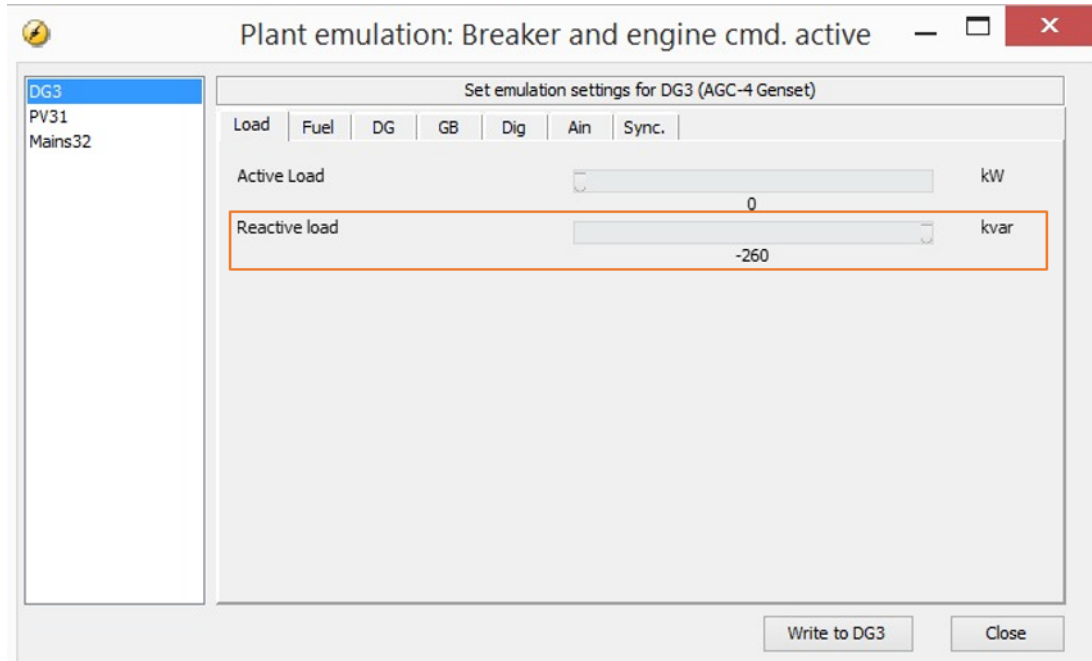 Plant emulation: Breaker and engine cmd. active
DG3
PV31
Mains32
Set emulation settings for DG3 (AGC-4 Genset)
Load Fuel DG GB Dig Ain Sync.
Active Load kW
0
Reactive load kvar
-260
Write to DG3 Close